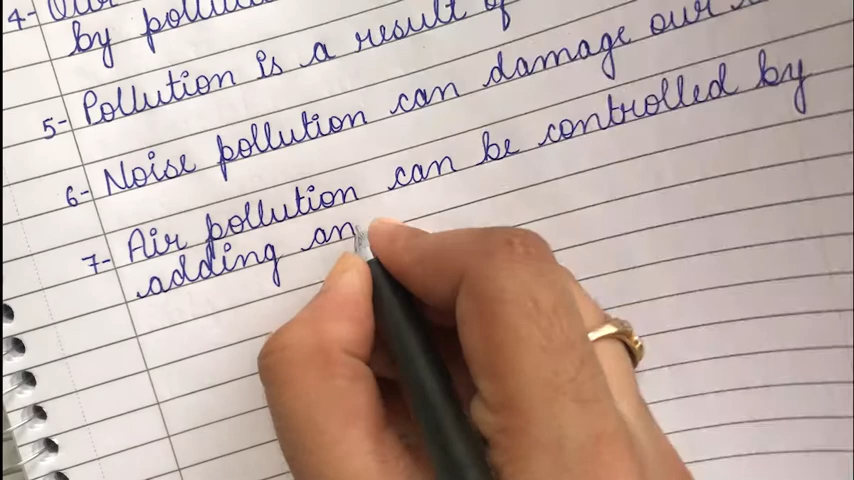 4-
by
5- Pollution is a result of
6- Noise pollution can damage our
7- Air pollution can be controlled by
adding an